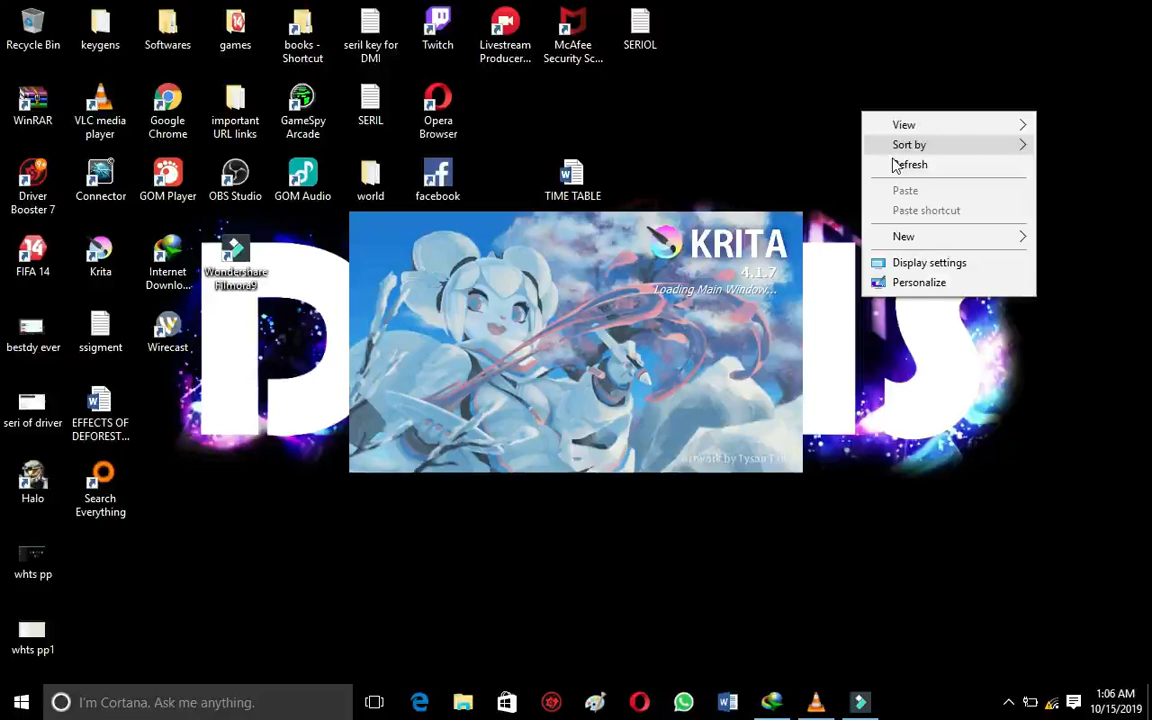 Recycle Bin
keygens
Softwares
games
books -
Shortcut
seril key for
DMI
Twitch
Livestream
Producer...
McAfee
Security Sc...
SERIOL
WinRAR
VLC media
player
Google
Chrome
GameSpy
Arcade
important
URL links
SERIL
Opera
Browser
Driver
Booster 7
Connector
GOM Player
OBS Studio
GOM Audio
world
facebook
TIME TABLE
FIFA 14
Krita
Internet
Downlo...
Wondershare
Filmora9
bestdy ever
ssigment
Wirecast
seri of driver
EFFECTS OF
DEFOREST...
Halo
Search
Everything
whts pp
whts pp1
KRITA
4.1.7
Loading Main Window...
View
Sort by
Refresh
Paste
Paste shortcut
New
Display settings
Personalize
I'm Cortana. Ask me anything.
1:06 AM
10/15/2019